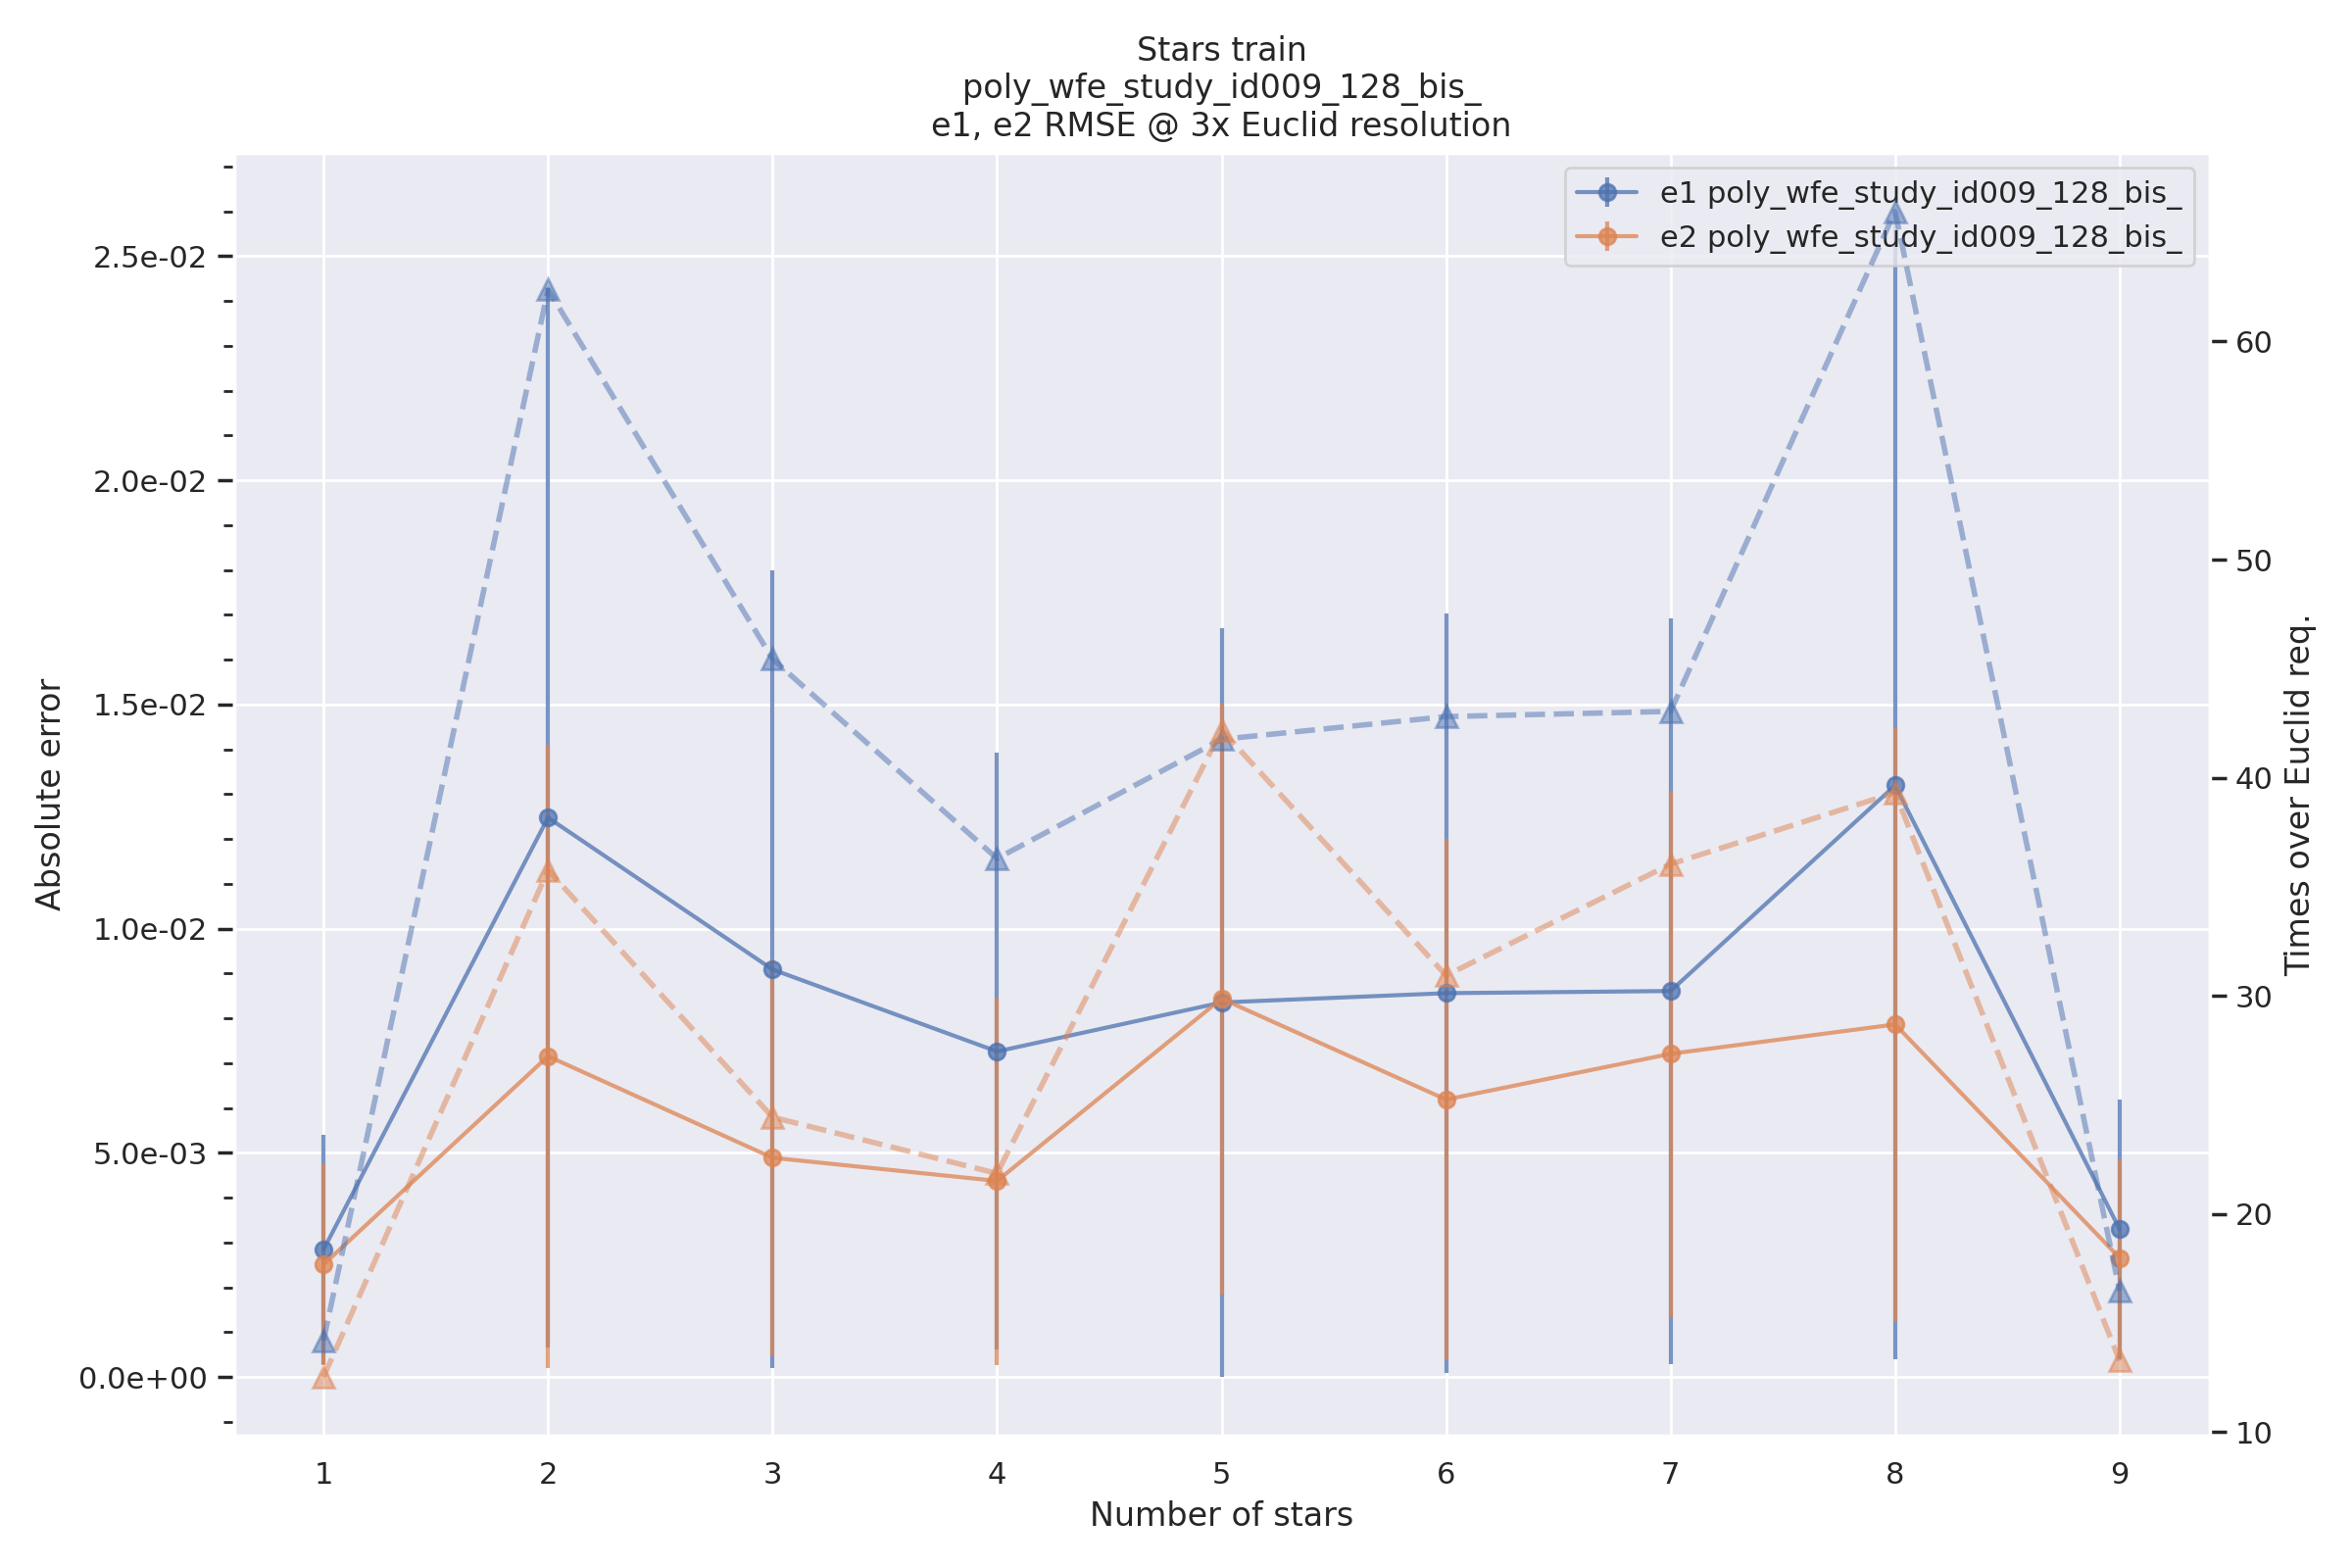 Stars train
poly_wfe_study_id009_128_bis_
e1, e2 RMSE @ 3x Euclid resolution
e1 poly_wfe_study_id009_128_bis_
e2 poly_wfe_study_id009_128_bis_
Absolute error
2.5e-02
2.0e-02
1.5e-02
1.0e-02
5.0e-03
0.0e+00
Times over Euclid req.
60
50
40
30
20
10
1 2 3 4 5 6 7 8 9
Number of stars